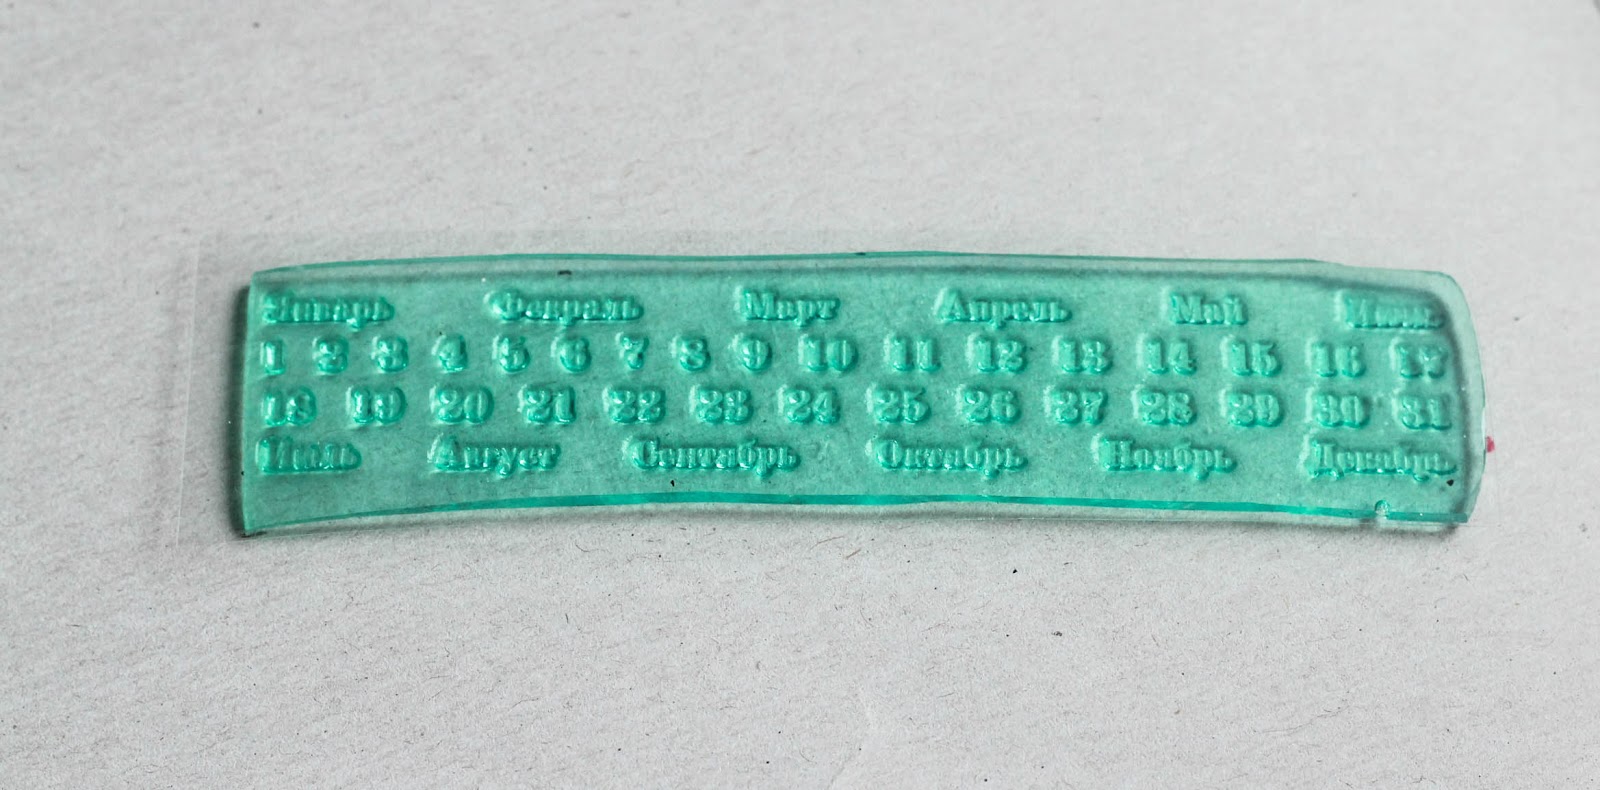 Январь Февраль Март Апрель Май Июнь
1 2 3 4 5 6 7 8 9 10 11 12 13 14 15 16 17
18 19 20 21 22 23 24 25 26 27 28 29 30 31
Июль Август Сентябрь Октябрь Ноябрь Декабрь